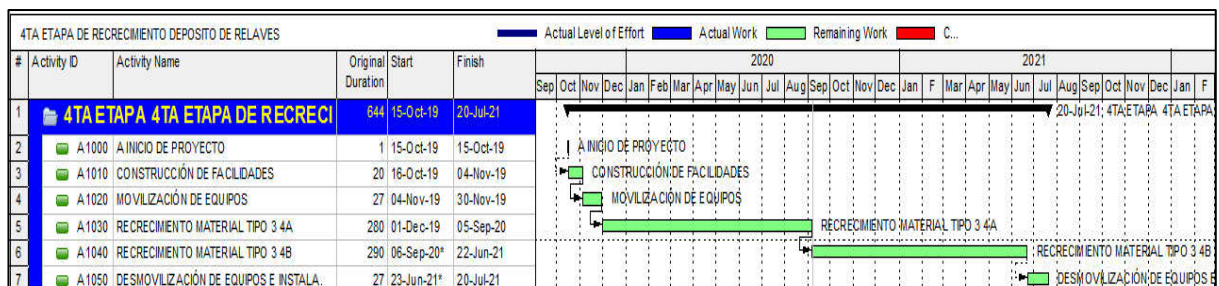 4TA ETAPA DE RECRECIMIENTO DEPOSITO DE RELAVES Actual Level of Effort Actual Work Remaining Work C...
# Activity ID Activity Name Original Duration Start Finish 2020 2021
Sep Oct Nov Dec Jan Feb Mar Apr May Jun Jul Aug Sep Oct Nov Dec Jan F Mar Apr May Jun Jul Aug Sep Oct Nov Dec Jan F
1 4TA ETAPA 4TA ETAPA DE RECRECI 644 15-Oct-19 20-Jul-21 20-Jul-21, 4TA ETAPA 4TA ETAPA
2 A1000 A INICIO DE PROYECTO 1 15-Oct-19 15-Oct-19 A INICIO DE PROYECTO
3 A1010 CONSTRUCCIÓN DE FACILIDADES 20 16-Oct-19 04-Nov-19 CONSTRUCCIÓN DE FACILIDADES
4 A1020 MOVILIZACIÓN DE EQUIPOS 27 04-Nov-19 30-Nov-19 MOVILIZACIÓN DE EQUIPOS
5 A1030 RECRECIMIENTO MATERIAL TIPO 3 4A 280 01-Dec-19 05-Sep-20 RECRECIMIENTO MATERIAL TIPO 3 4A
6 A1040 RECRECIMIENTO MATERIAL TIPO 3 4B 290 06-Sep-20* 22-Jun-21 RECRECIMIENTO MATERIAL TIPO 3 4B
7 A1050 DESMOVILIZACIÓN DE EQUIPOS E INSTALA. 27 23-Jun-21* 20-Jul-21 DESMOVILIZACIÓN DE EQUIPOS E